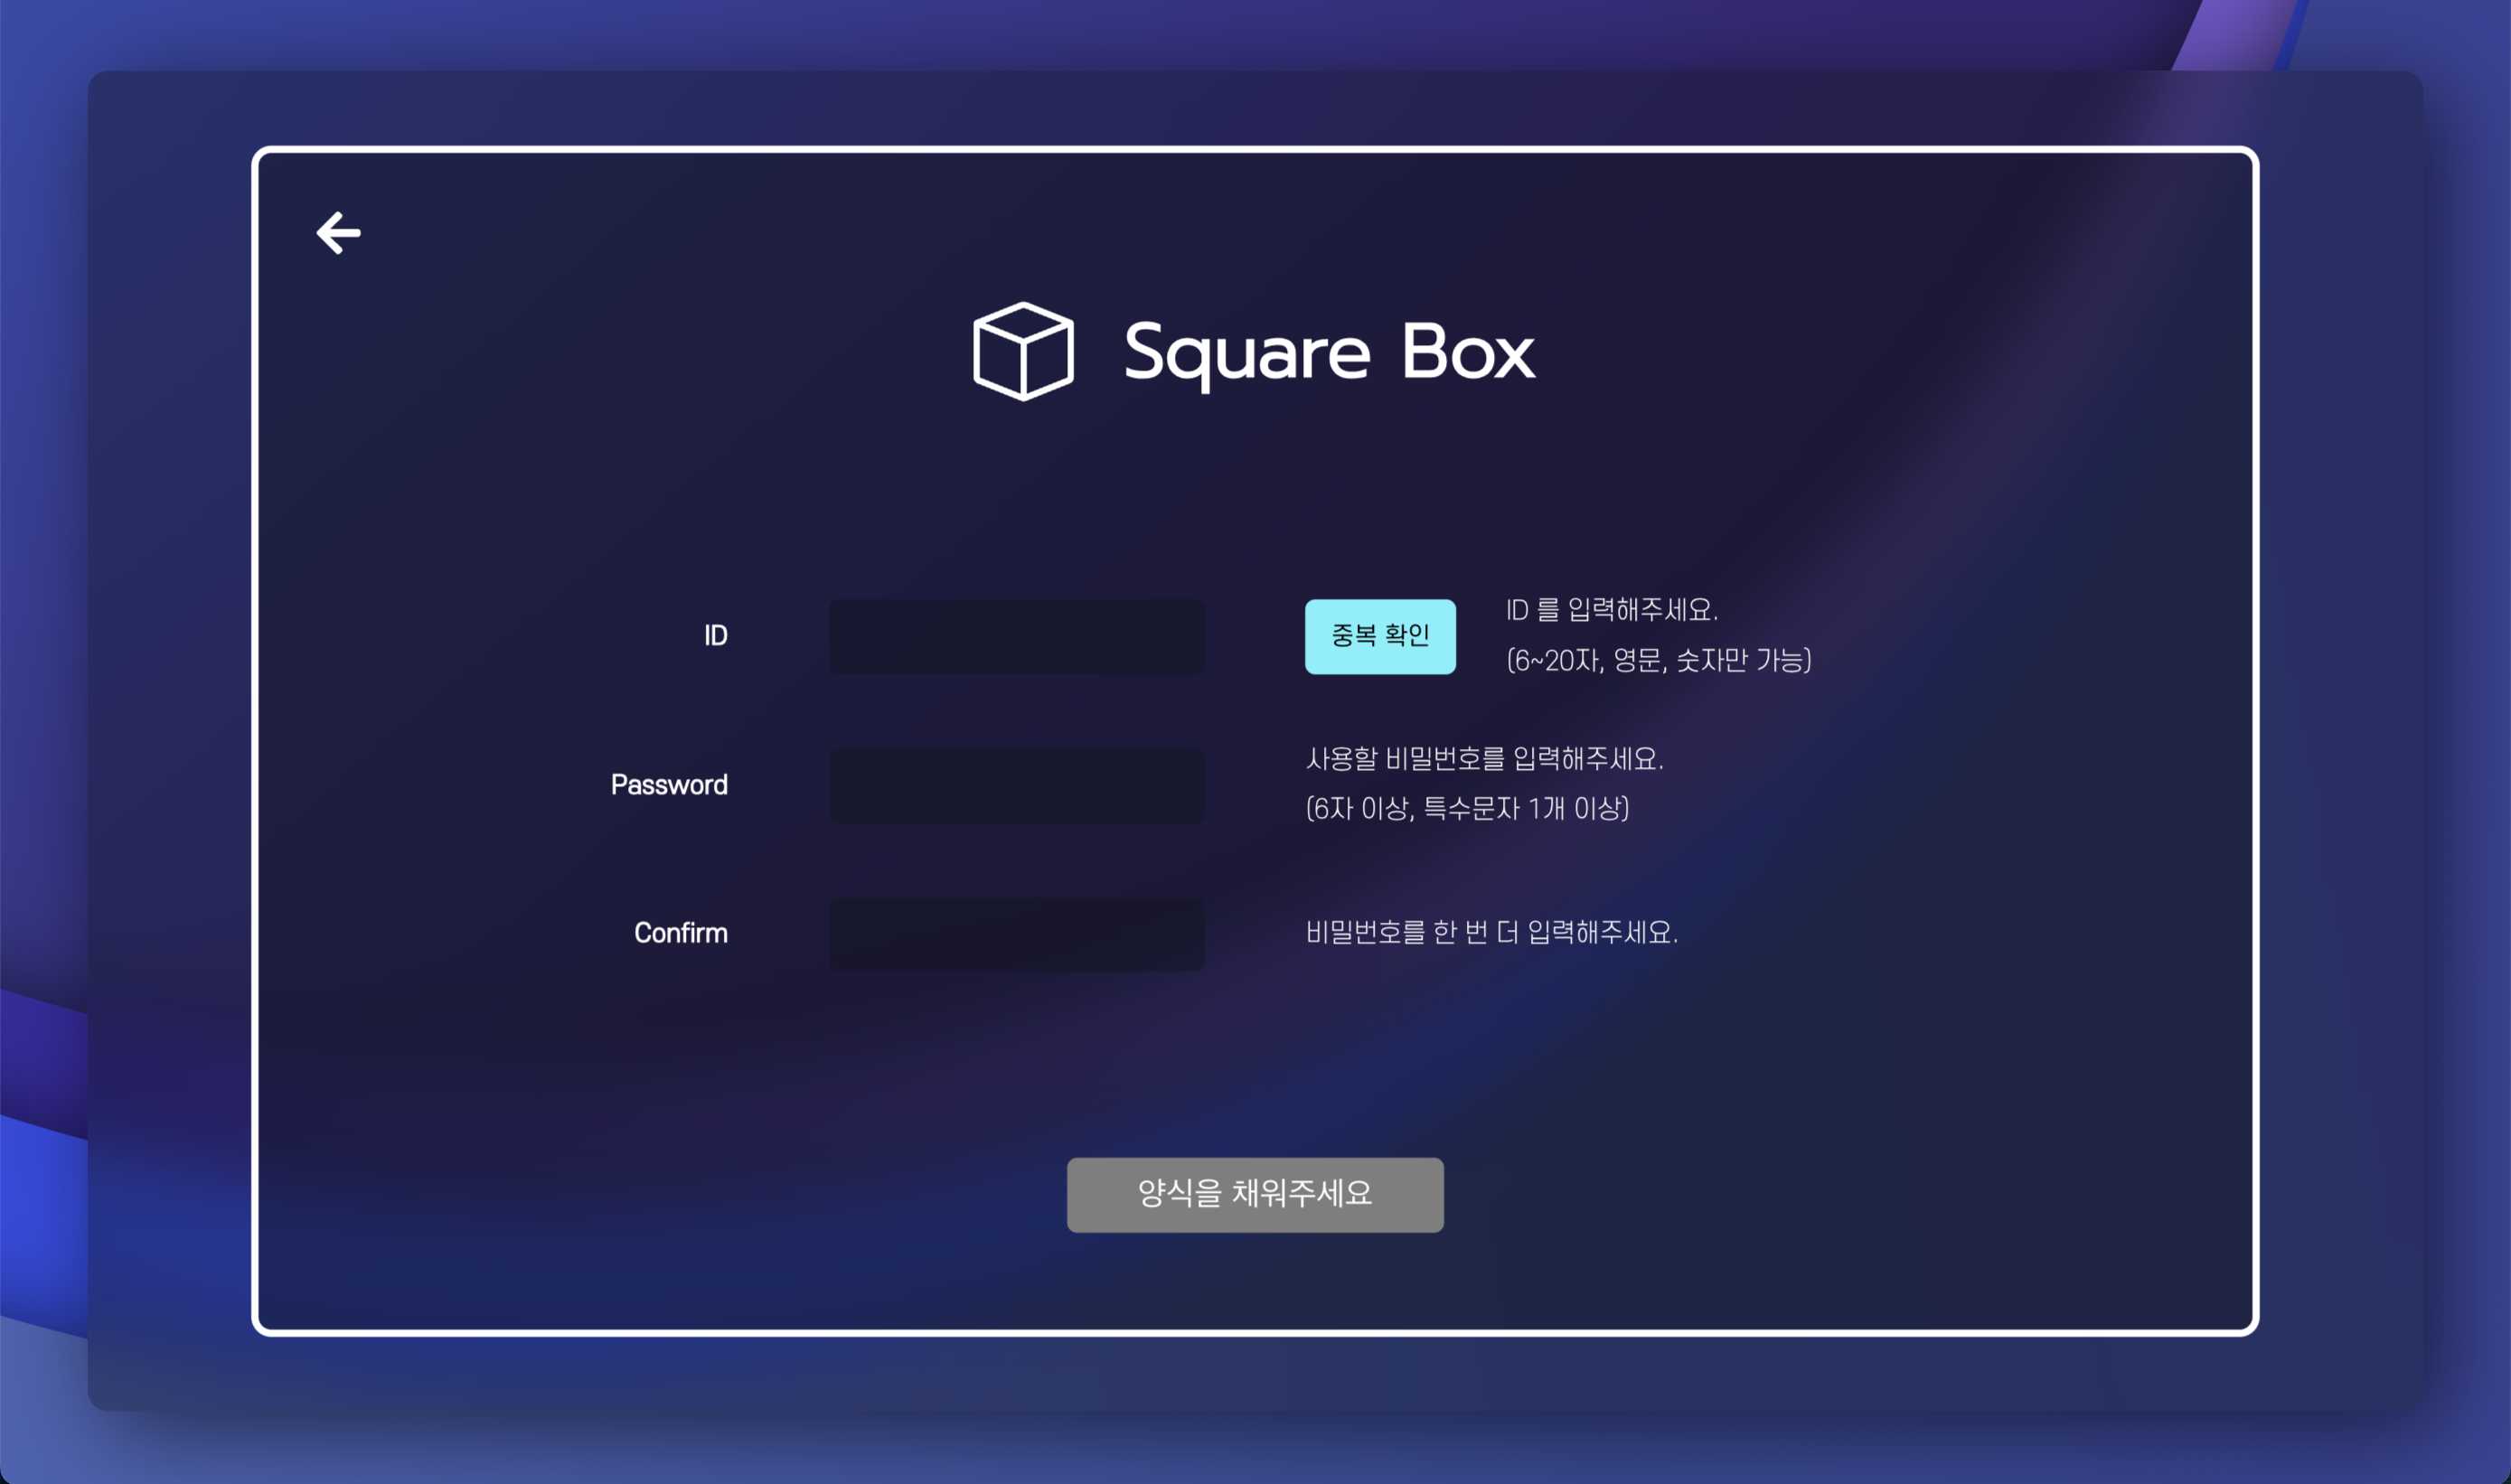 Square Box
ID
중복 확인
ID 를 입력해주세요.
(6~20자, 영문, 숫자만 가능)
Password
사용할 비밀번호를 입력해주세요.
(6자 이상, 특수문자 1개 이상)
Confirm
비밀번호를 한 번 더 입력해주세요.
양식을 채워주세요